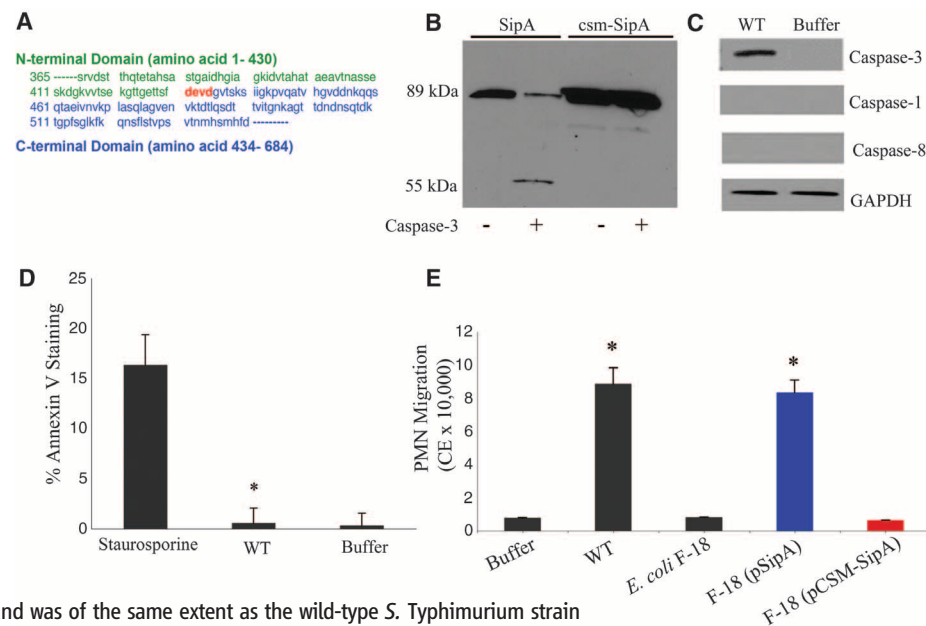 A
N-terminal Domain (amino acid 1- 430)
365 ------srvdst thqtetahsa stgaidhgia gkidvtahat aeavtnasse
411 skdgkvvtse kgttgettsf devdgvtsks iigkpvqatv hgvddnkqqs
461 qtaeivnvkp lasqlagven vktdtlqsdt tvitgnkagt tdndnsqtdk
511 tgpfsglkfk qnsflstvps vtnmhsmhfd ---------
C-terminal Domain (amino acid 434- 684)
B
SipA csm-SipA
89 kDa
55 kDa
Caspase-3 - + - +
C
WT Buffer
Caspase-3
Caspase-1
Caspase-8
GAPDH
D
% Annexin V Staining
25
20
15
10
5
0
*
Staurosporine WT Buffer
E
PMN Migration
(CE x 10,000)
12
10
8
6
4
2
0
* *
Buffer WT E. coli F-18 F-18 (pSipA) F-18 (pCSM-SipA)
nd was of the same extent as the wild-type S. Typhimurium strain